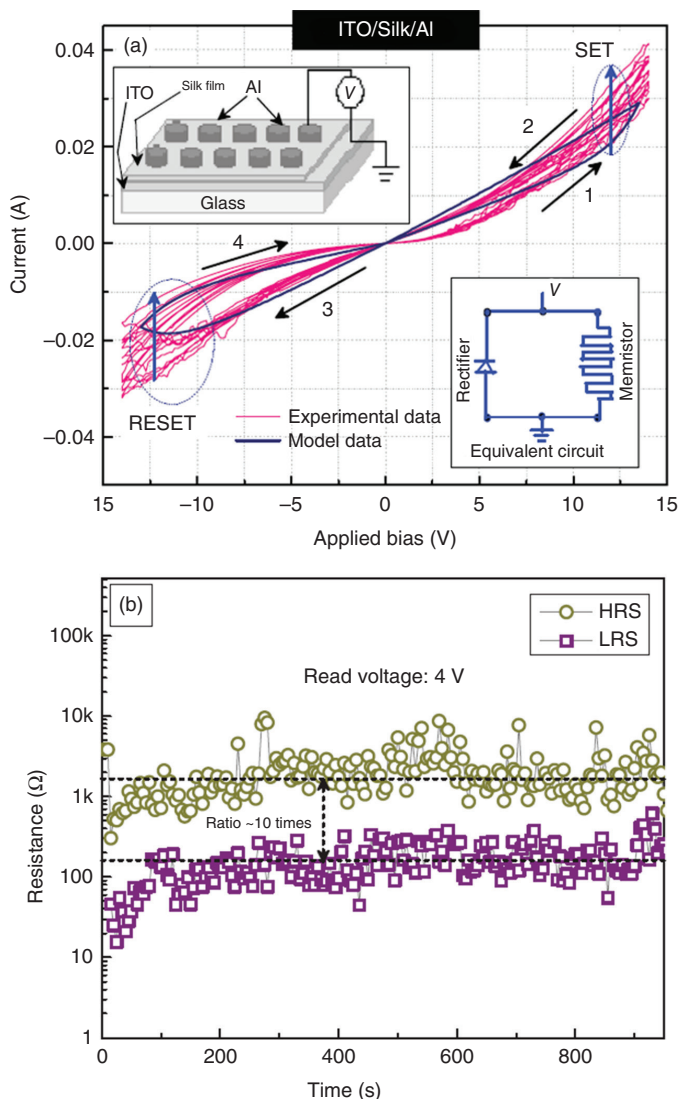 ITO/Silk/Al
(a)
SET
ITO
Silk film
Al
V
Glass
2
1
4
3
RESET
Experimental data
Model data
V
Rectifier
Memristor
Equivalent circuit
0.04
0.02
0.00
−0.02
−0.04
Current (A)
15
−10
−5
0
5
10
15
Applied bias (V)
(b)
HRS
LRS
Read voltage: 4 V
Ratio ~10 times
100k
10k
1k
100
10
1
Resistance (Ω)
0
200
400
600
800
Time (s)